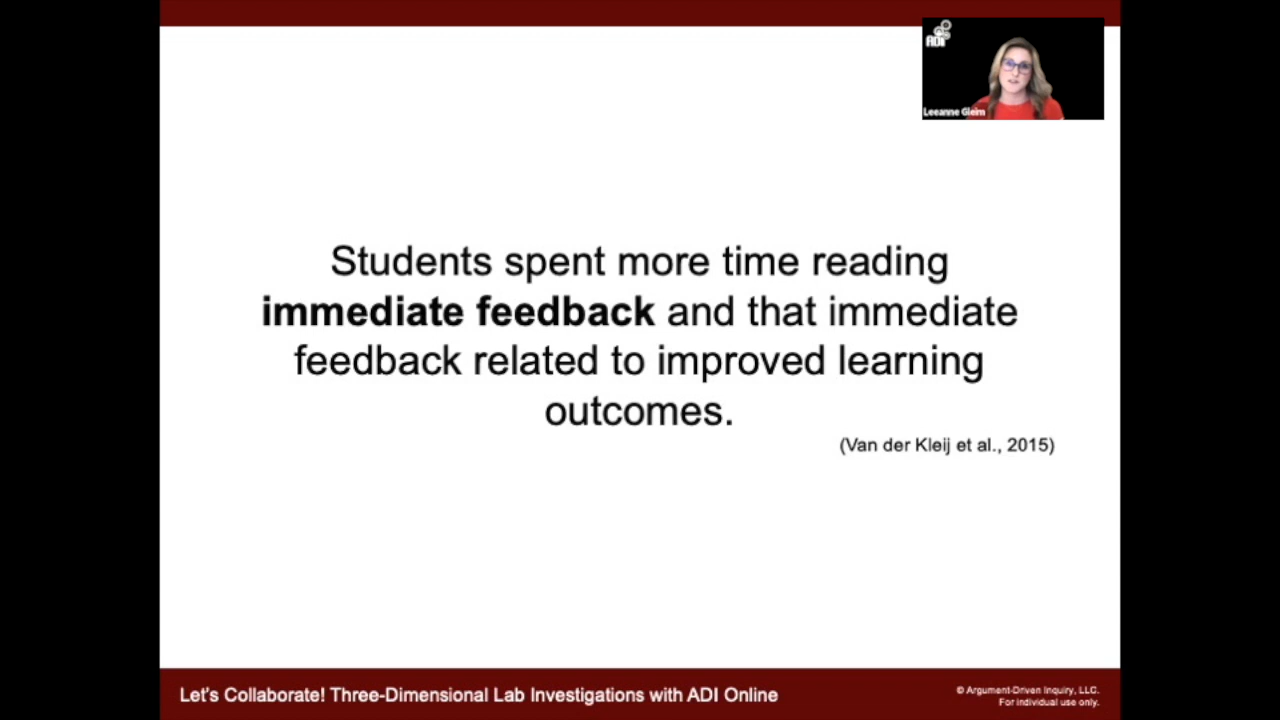 ADI
Leeanne Gleim
Students spent more time reading
immediate feedback and that immediate
feedback related to improved learning
outcomes.
(Van der Kleij et al., 2015)
Let's Collaborate! Three-Dimensional Lab Investigations with ADI Online
© Argument-Driven Inquiry, LLC.
For individual use only.